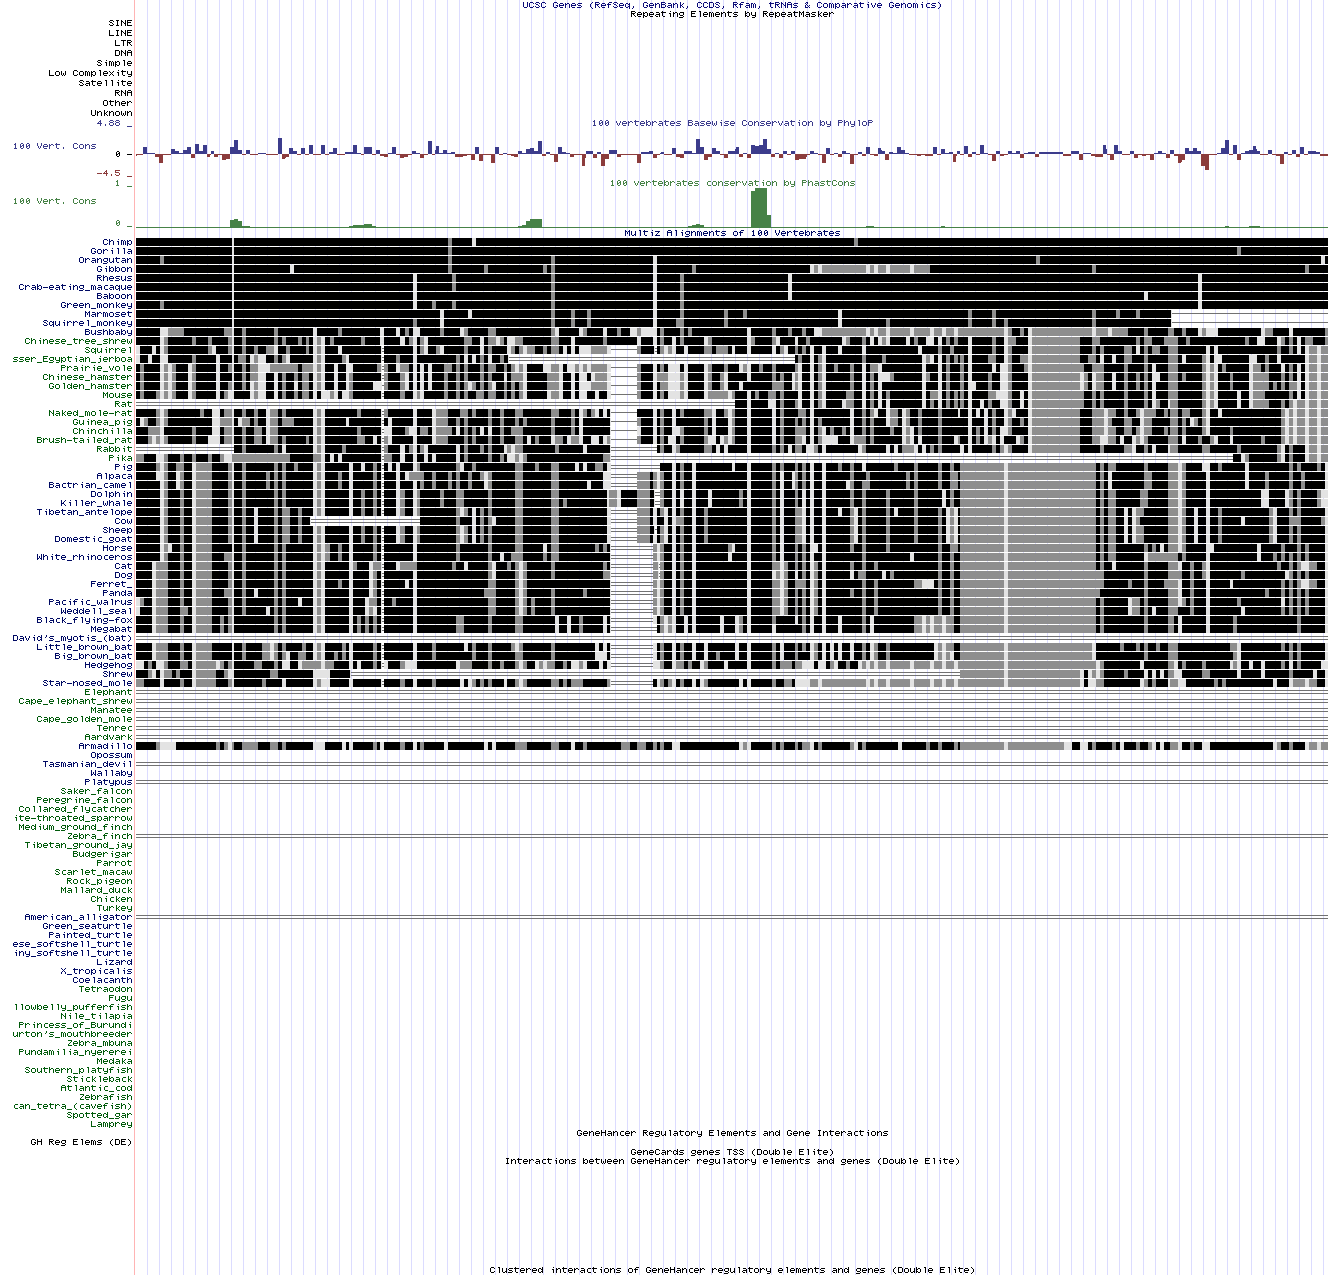 UCSC Genes (RefSeq, GenBank, CCDS, Rfam, tRNAs & Comparative Genomics)
Repeating Elements by RepeatMasker
SINE
LINE
LTR
DNA
Simple
Low Complexity
Satellite
RNA
Other
Unknown
4.88 _
100 vertebrates Basewise Conservation by PhyloP
100 Vert. Cons
0 _
-4.5 _
100 vertebrates conservation by PhastCons
1 _
100 Vert. Cons
0 _
Multiz Alignments of 100 Vertebrates
Chimp
Gorilla
Orangutan
Gibbon
Rhesus
Crab-eating_macaque
Baboon
Green_monkey
Marmoset
Squirrel_monkey
Bushbaby
Chinese_tree_shrew
Squirrel
sser_Egyptian_jerboa
Prairie_vole
Chinese_hamster
Golden_hamster
Mouse
Rat
Naked_mole-rat
Guinea_pig
Chinchilla
Brush-tailed_rat
Rabbit
Pika
Pig
Alpaca
Bactrian_camel
Dolphin
Killer_whale
Tibetan_antelope
Cow
Sheep
Domestic_goat
Horse
White_rhinoceros
Cat
Dog
Ferret_
Panda
Pacific_walrus
Weddell_seal
Black_flying-fox
Megabat
David's_myotis_(bat)
Little_brown_bat
Big_brown_bat
Hedgehog
Shrew
Star-nosed_mole
Elephant
Cape_elephant_shrew
Manatee
Cape_golden_mole
Tenrec
Aardvark
Armadillo
Opossum
Tasmanian_devil
Wallaby
Platypus
Saker_falcon
Peregrine_falcon
Collared_flycatcher
ite-throated_sparrow
Medium_ground_finch
Zebra_finch
Tibetan_ground_jay
Budgerigar
Parrot
Scarlet_macaw
Rock_pigeon
Mallard_duck
Chicken
Turkey
American_alligator
Green_seaturtle
Painted_turtle
ese_softshell_turtle
iny_softshell_turtle
Lizard
X_tropicalis
Coelacanth
Tetraodon
Fugu
llowbelly_pufferfish
Nile_tilapia
Princess_of_Burundi
urton's_mouthbreeder
Zebra_mbuna
Pundamilia_nyererei
Medaka
Southern_platyfish
Stickleback
Atlantic_cod
Zebrafish
can_tetra_(cavefish)
Spotted_gar
Lamprey
GeneHancer Regulatory Elements and Gene Interactions
GH Reg Elems (DE)
GeneCards genes TSS (Double Elite)
Interactions between GeneHancer regulatory elements and genes (Double Elite)
Clustered interactions of GeneHancer regulatory elements and genes (Double Elite)